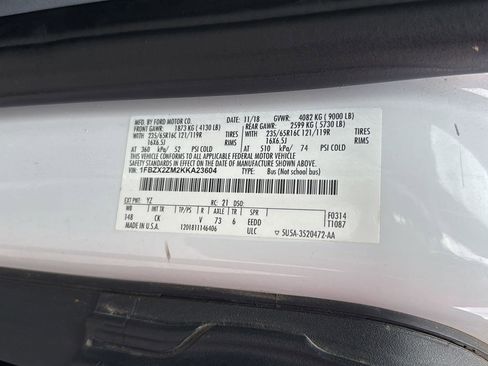 MFD. BY FORD MOTOR CO. 11/18 GVWR: 4082 KG ( 9000 LB)
FRONT GAWR: 1873 KG ( 4130 LB) REAR GAWR: 2599 KG ( 5730 LB)
WITH 235/65R16C 121/119R TIRES WITH 235/65R16C 121/119R TIRES
16X6.5J RIMS 16X6.5J RIMS
AT 360 kPa/ 52 PSI COLD AT 510 kPa/ 74 PSI COLD
THIS VEHICLE CONFORMS TO ALL APPLICABLE FEDERAL MOTOR VEHICLE
SAFETY STANDARDS IN EFFECT ON THE DATE OF MANUFACTURE SHOWN ABOVE.
VIN: 1FBZX2ZM2KKA23604 TYPE: Bus (Not school bus)
EXT PNT: YZ RC: 21 DSO:
WB INT TR TP/PS R AXLE TR SPR F0314
148 CK V 73 6 EEDD T1087
MADE IN U.S.A. 1201811146406 ULC ▽ 5U5A-3520472-AA